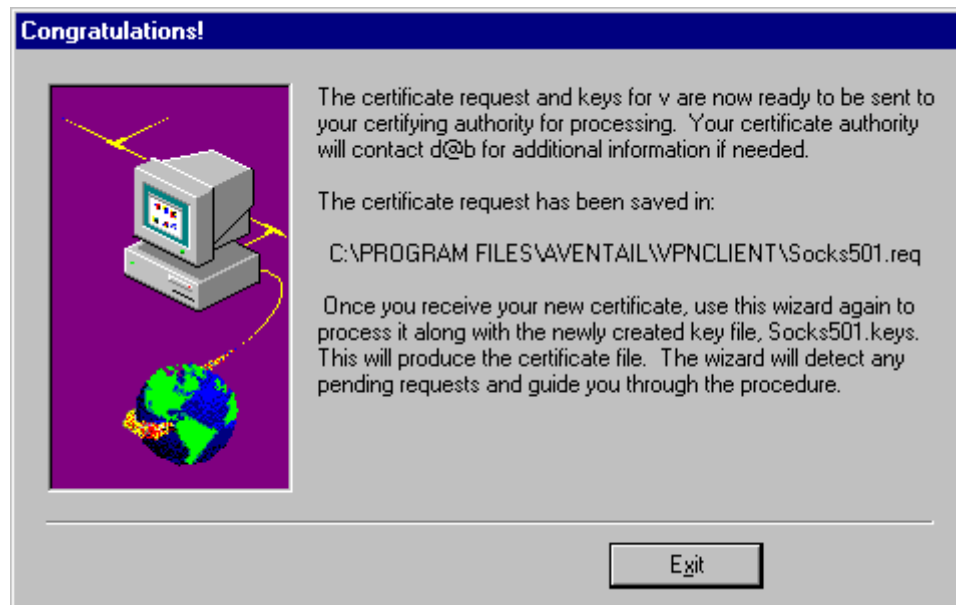 Congratulations!
The certificate request and keys for v are now ready to be sent to
your certifying authority for processing.  Your certificate authority
will contact d@b for additional information if needed.
The certificate request has been saved in:
C:\PROGRAM FILES\AVENTAIL\VPNCLIENT\Socks501.req
Once you receive your new certificate, use this wizard again to
process it along with the newly created key file, Socks501.keys.
This will produce the certificate file.  The wizard will detect any
pending requests and guide you through the procedure.
Exit